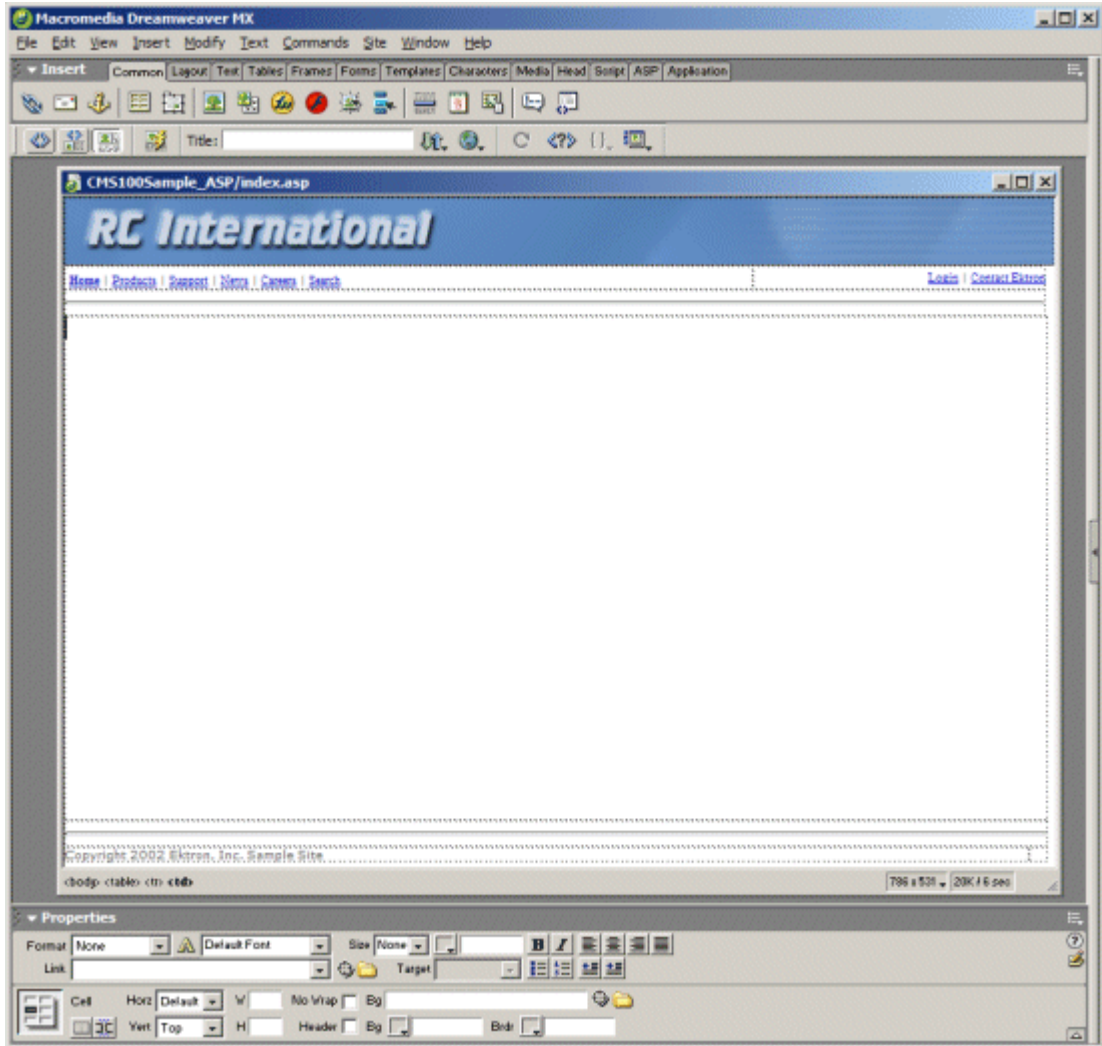 Macromedia Dreamweaver MX
File Edit View Insert Modify Text Commands Site Window Help
Insert Common Layout Text Tables Frames Forms Templates Characters Media Head Script ASP Application
Title:
CMS100Sample_ASP/index.asp
RC International
Home | Products | Support | News | Careers | Search Login | Contact Ektron
Copyright 2002 Ektron, Inc. Sample Site
<body> <table> <tr> <td> 786 x 531 20K / 6 sec
Properties
Format None Default Font Size None B I
Link Target
Cell Horz Default W No Wrap Bg
Vert Top H Header Bg Brdr